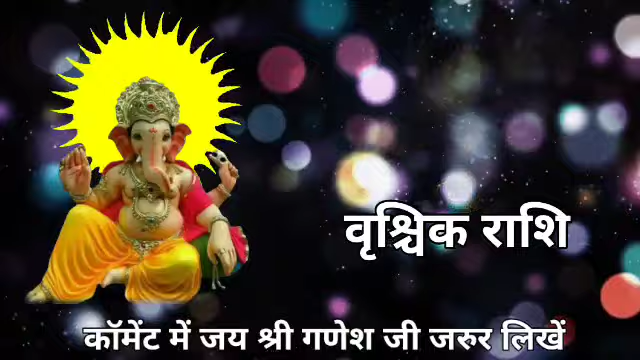 वृश्चिक राशि
कॉमेंट में जय श्री गणेश जी जरुर लिखें